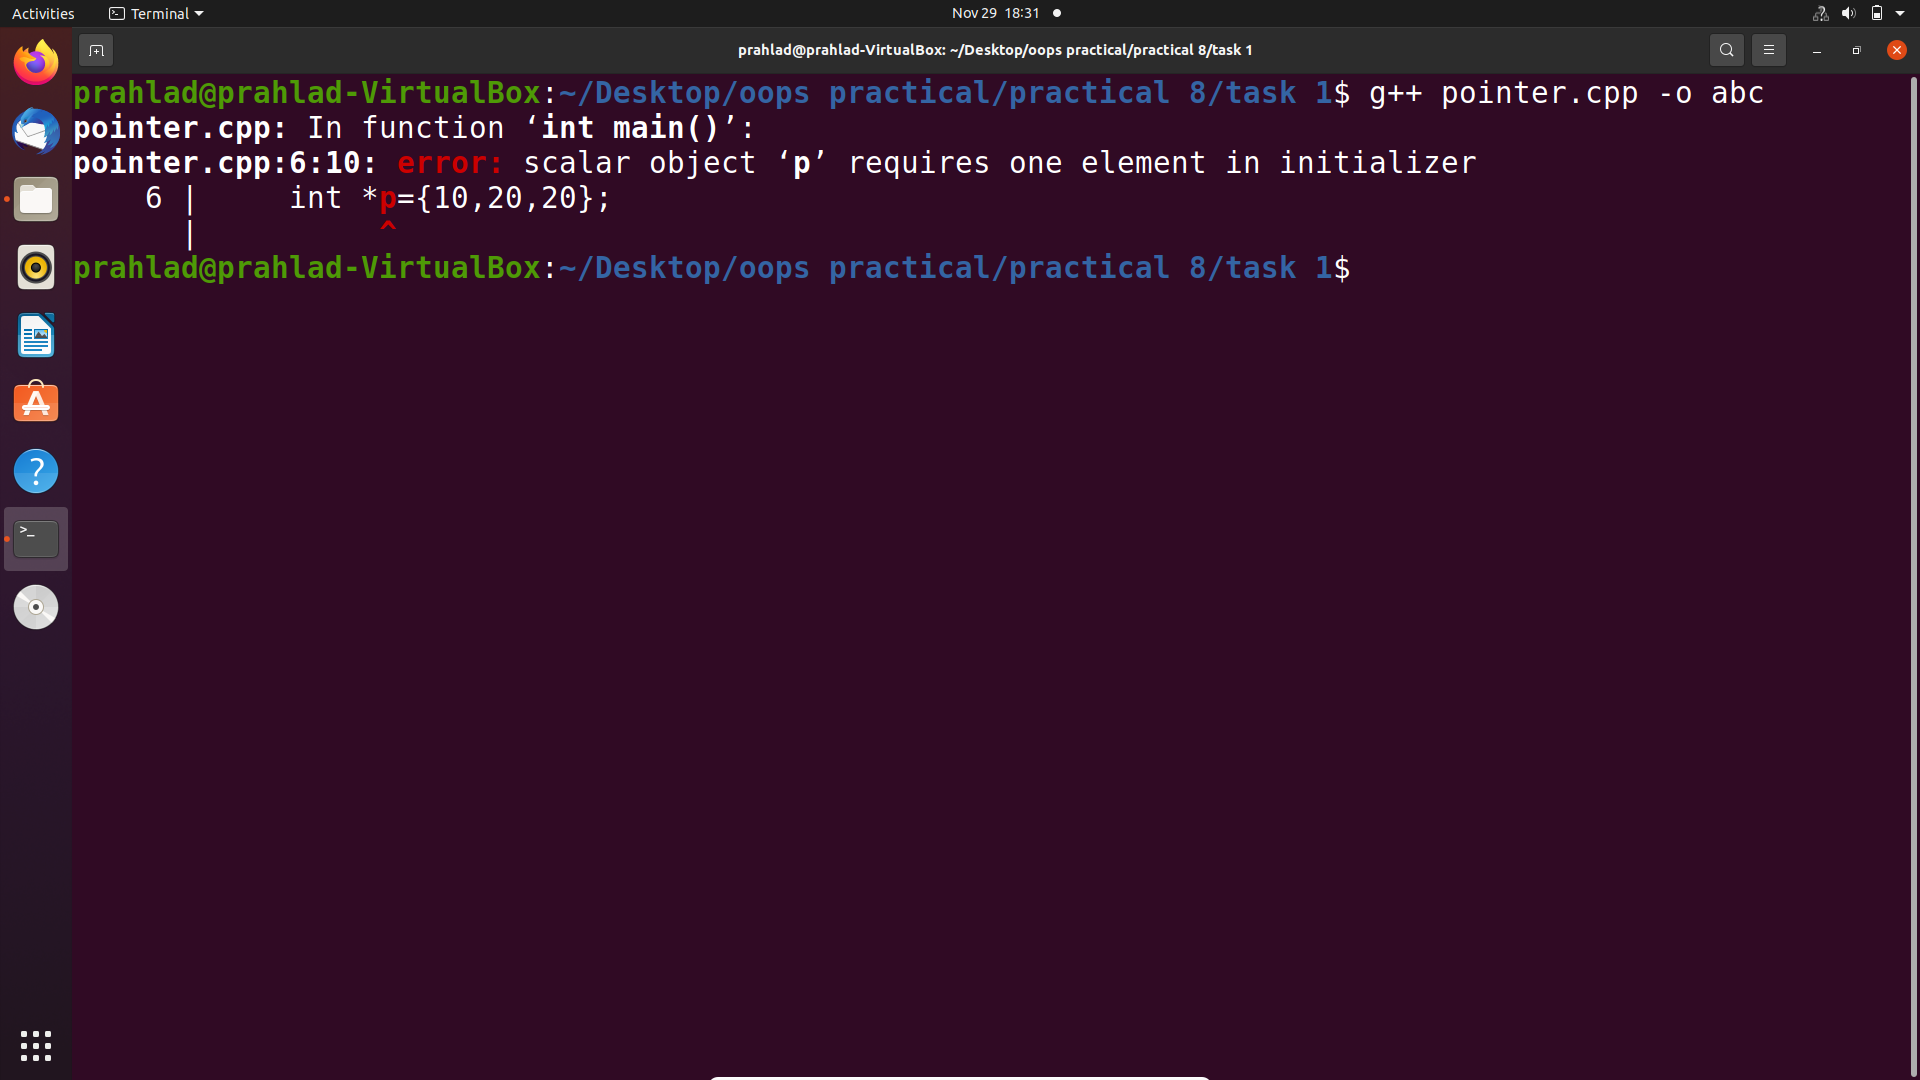 Activities
Terminal
Nov 29 18:31
prahlad@prahlad-VirtualBox: ~/Desktop/oops practical/practical 8/task 1
prahlad@prahlad-VirtualBox:~/Desktop/oops practical/practical 8/task 1$ g++ pointer.cpp -o abc
pointer.cpp: In function ‘int main()’:
pointer.cpp:6:10: error: scalar object ‘p’ requires one element in initializer
    6 |     int *p={10,20,20};
      |          ^
prahlad@prahlad-VirtualBox:~/Desktop/oops practical/practical 8/task 1$